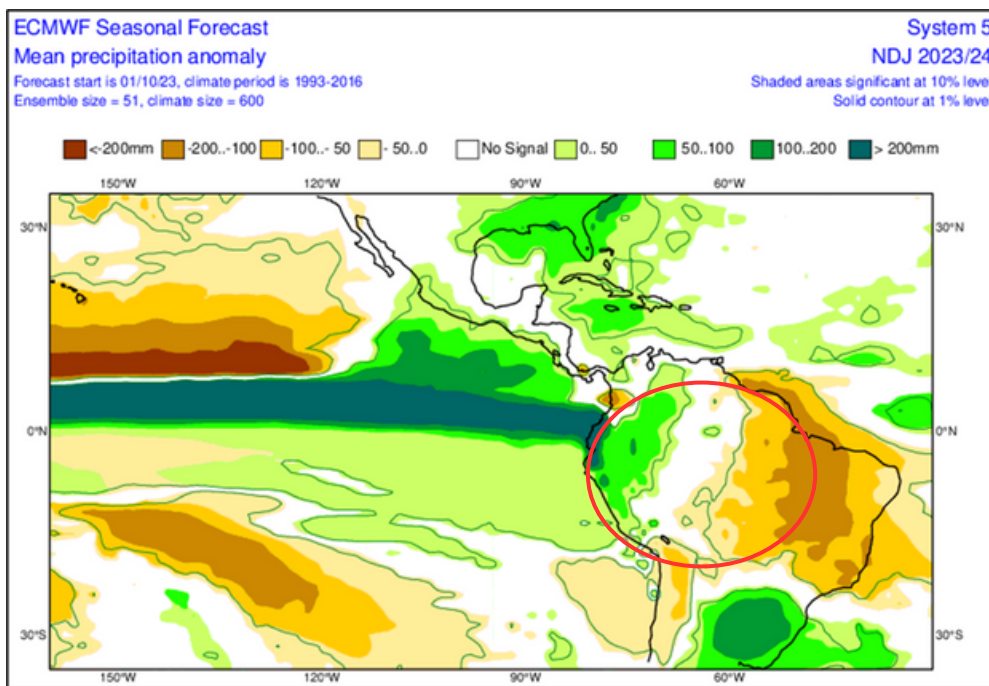 ECMWF Seasonal Forecast
System 5
Mean precipitation anomaly
NDJ 2023/24
Forecast start is 01/10/23, climate period is 1993-2016
Shaded areas significant at 10% level
Ensemble size = 51, climate size = 600
Solid contour at 1% level
<-200mm -200..-100 -100..- 50 - 50..0 No Signal 0.. 50 50..100 100..200 > 200mm
150°W 120°W 90°W 60°W
30°N 30°N
0°N 0°N
30°S 30°S
150°W 120°W 90°W 60°W